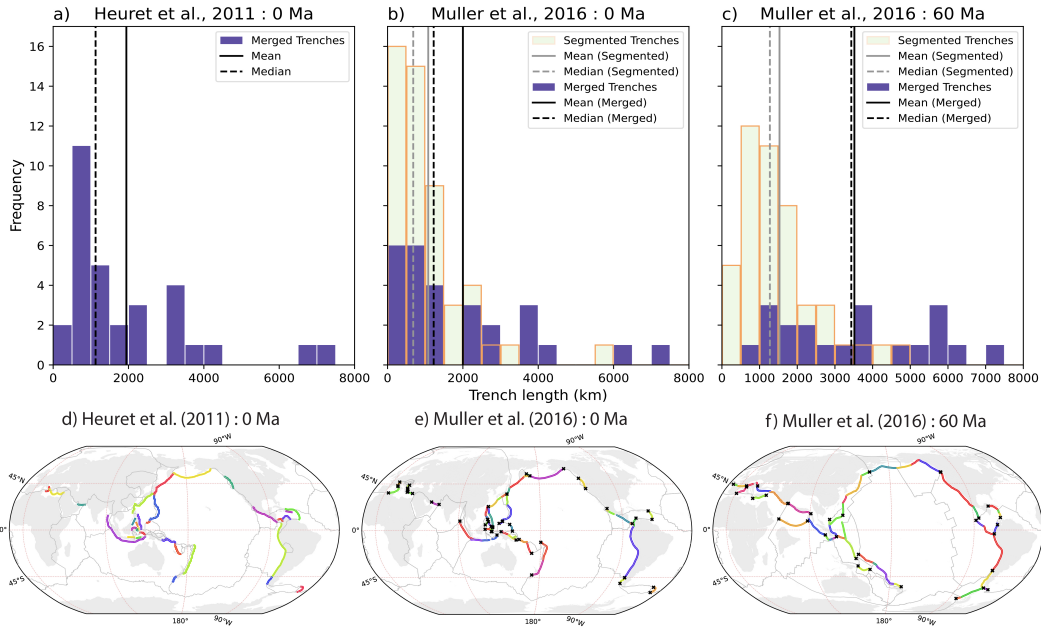 a) Heuret et al., 2011 : 0 Ma
b) Muller et al., 2016 : 0 Ma
c) Muller et al., 2016 : 60 Ma
Merged Trenches
Mean
Median
Segmented Trenches
Mean (Segmented)
Median (Segmented)
Merged Trenches
Mean (Merged)
Median (Merged)
Segmented Trenches
Mean (Segmented)
Median (Segmented)
Merged Trenches
Mean (Merged)
Median (Merged)
Frequency
16
14
12
10
8
6
4
2
0
0 2000 4000 6000 8000
0 2000 4000 6000 8000
0 1000 2000 3000 4000 5000 6000 7000 8000
Trench length (km)
d) Heuret et al. (2011) : 0 Ma
e) Muller et al. (2016) : 0 Ma
f) Muller et al. (2016) : 60 Ma
90°W
45°N
0°
45°S
180°
90°W
90°W
45°N
0°
45°S
180°
90°W
90°W
45°N
0°
45°S
180°
90°W